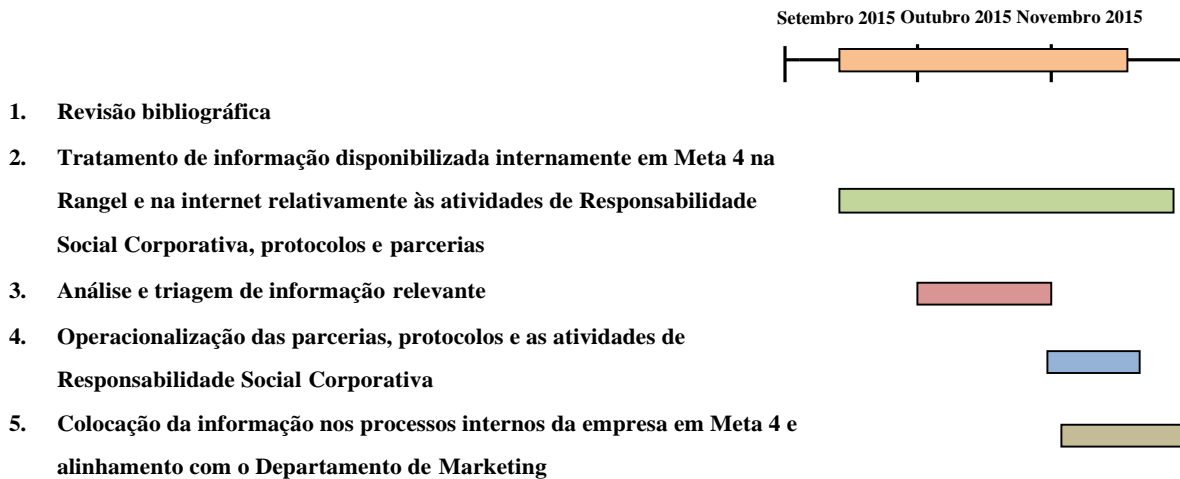 Setembro 2015 Outubro 2015 Novembro 2015
1. Revisão bibliográfica
2. Tratamento de informação disponibilizada internamente em Meta 4 na
Rangel e na internet relativamente às atividades de Responsabilidade
Social Corporativa, protocolos e parcerias
3. Análise e triagem de informação relevante
4. Operacionalização das parcerias, protocolos e as atividades de
Responsabilidade Social Corporativa
5. Colocação da informação nos processos internos da empresa em Meta 4 e
alinhamento com o Departamento de Marketing